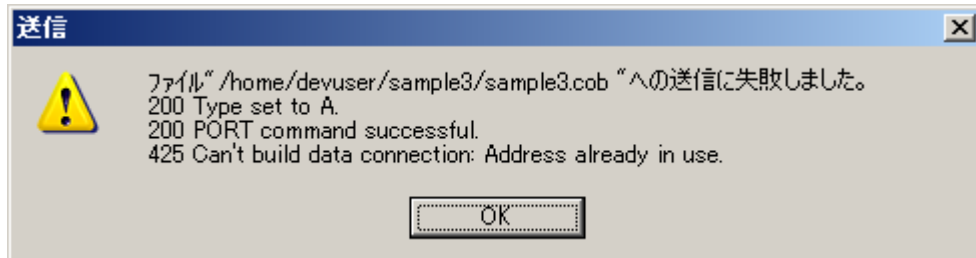 送信
ファイル"/home/devuser/sample3/sample3.cob "への送信に失敗しました。
200 Type set to A.
200 PORT command successful.
425 Can't build data connection: Address already in use.
OK